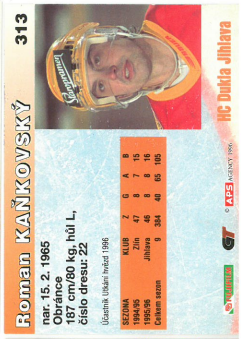 313
Roman KAŇKOVSKÝ
nar. 15. 2. 1965
Obránce
187 cm/80 kg, hůl L,
číslo dresu: 22
Účastník Utkání hvězd 1996
SEZONA KLUB Z G A B
1994/95 Zlín 47 8 7 15
1995/96 Jihlava 46 8 8 16
Celkem sezon 9 384 40 65 105
HC Dukla Jihlava
© APS AGENCY 1996